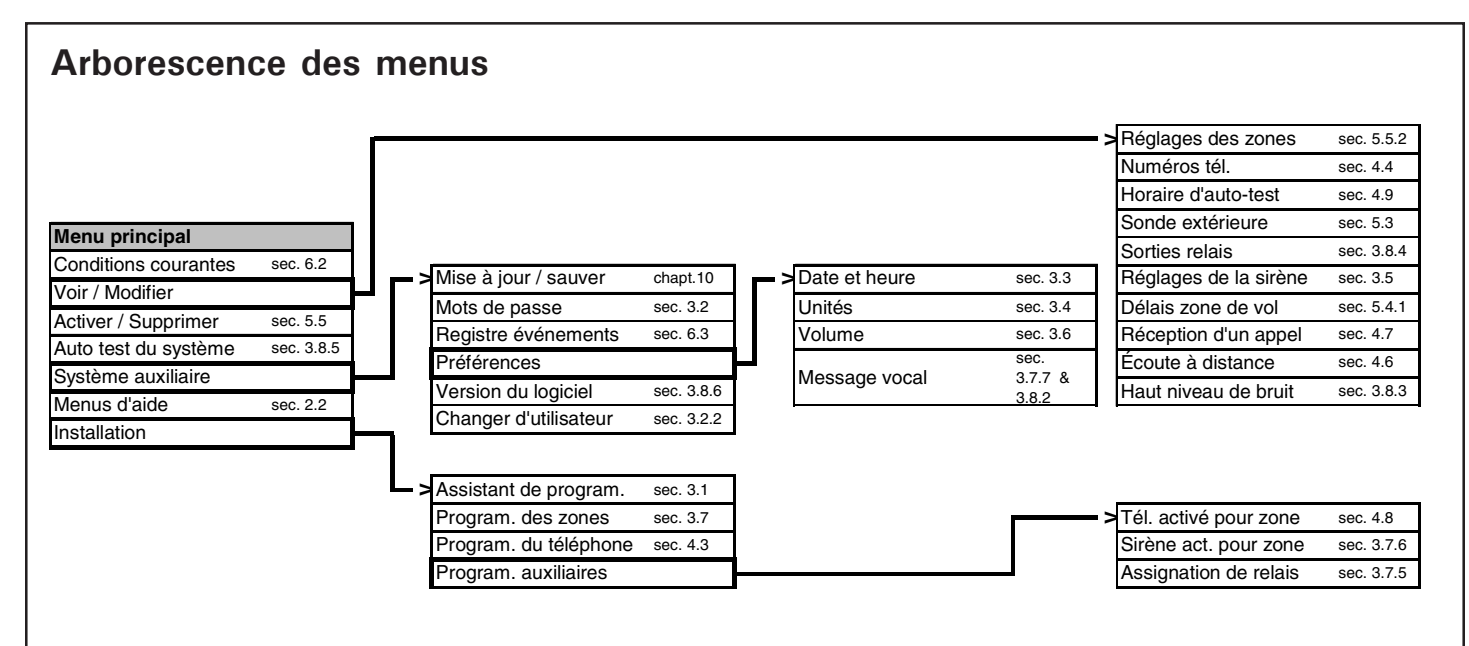 Arborescence des menus
Menu principal
Conditions courantes sec. 6.2
Voir / Modifier
Activer / Supprimer sec. 5.5
Auto test du système sec. 3.8.5
Système auxiliaire
Menus d'aide sec. 2.2
Installation
>Mise à jour / sauver chapt.10
Mots de passe sec. 3.2
Registre événements sec. 6.3
Préférences
Version du logiciel sec. 3.8.6
Changer d'utilisateur sec. 3.2.2
>Assistant de program. sec. 3.1
Program. des zones sec. 3.7
Program. du téléphone sec. 4.3
Program. auxiliaires
>Date et heure sec. 3.3
Unités sec. 3.4
Volume sec. 3.6
Message vocal sec.
3.7.7 &
3.8.2
>Réglages des zones sec. 5.5.2
Numéros tél. sec. 4.4
Horaire d'auto-test sec. 4.9
Sonde extérieure sec. 5.3
Sorties relais sec. 3.8.4
Réglages de la sirène sec. 3.5
Délais zone de vol sec. 5.4.1
Réception d'un appel sec. 4.7
Écoute à distance sec. 4.6
Haut niveau de bruit sec. 3.8.3
>Tél. activé pour zone sec. 4.8
Sirène act. pour zone sec. 3.7.6
Assignation de relais sec. 3.7.5